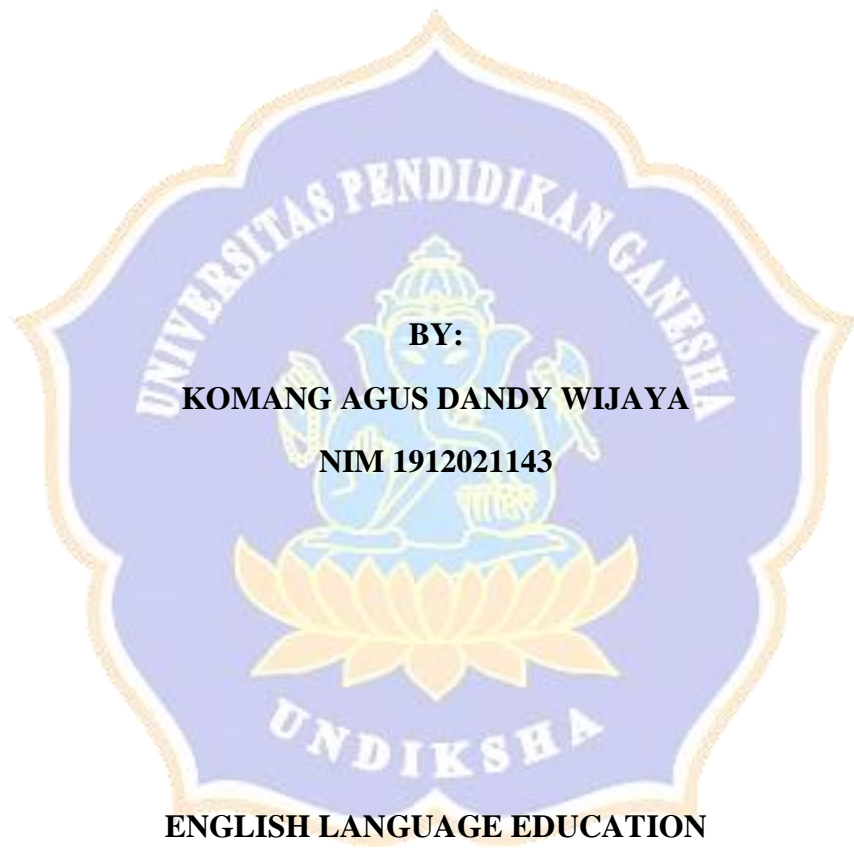 UNIVERSITAS PENDIDIKAN GANESHA
BY:
KOMANG AGUS DANDY WIJAYA
NIM 1912021143
UNDIKSHA
ENGLISH LANGUAGE EDUCATION